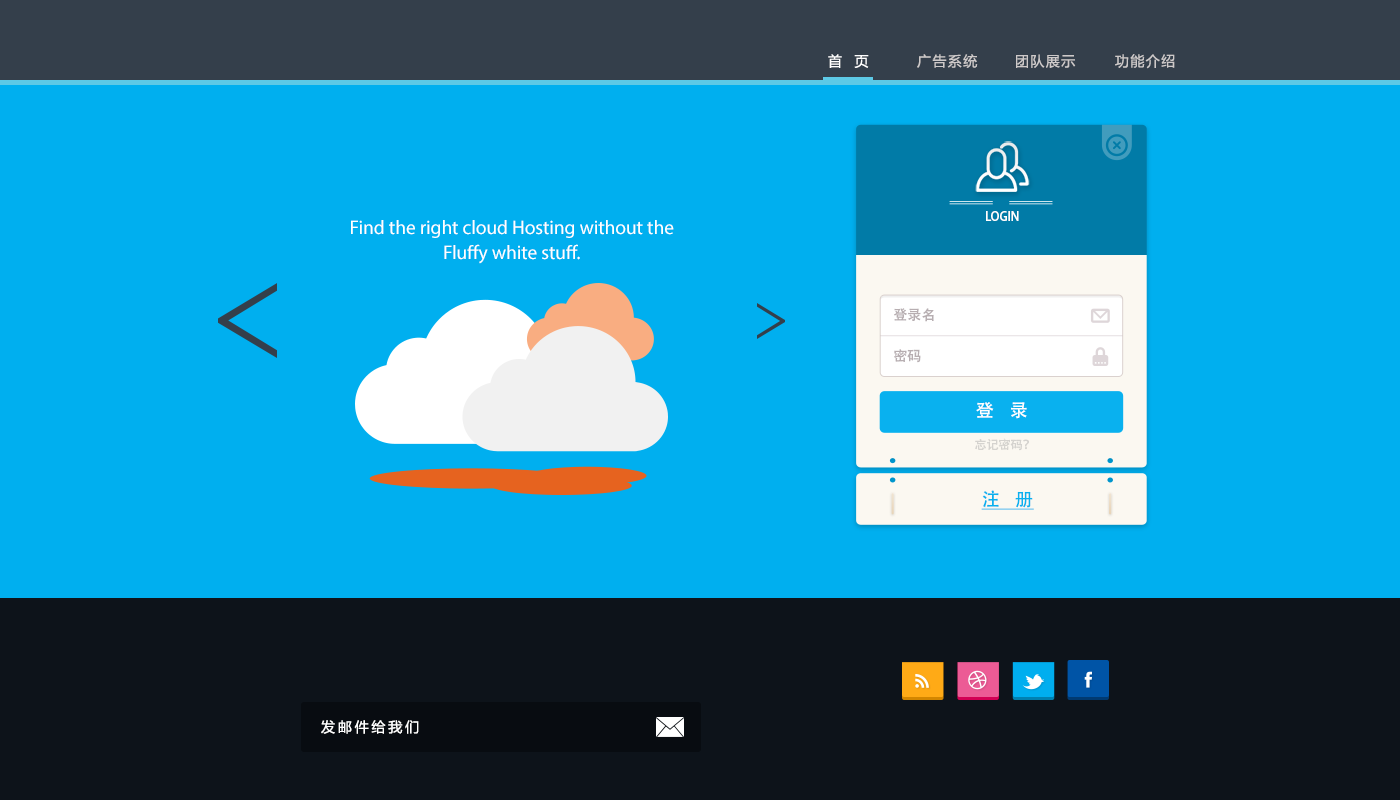 首 页 广告系统 团队展示 功能介绍
Find the right cloud Hosting without the
Fluffy white stuff.
LOGIN
登录名
密码
登 录
忘记密码?
注 册
发邮件给我们